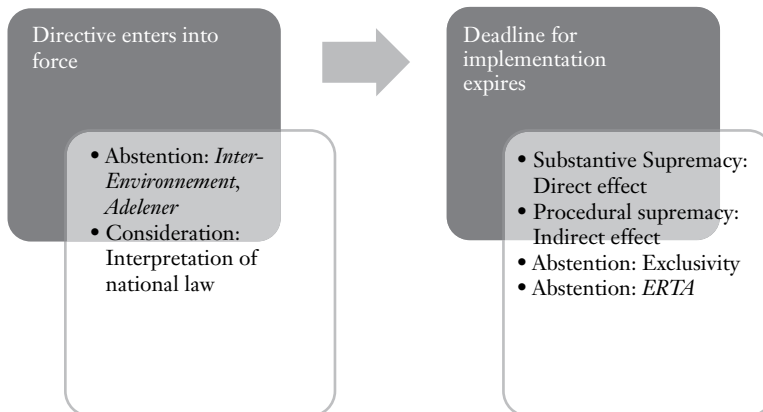 Directive enters into
force
• Abstention: Inter-
Environnement,
Adelener
• Consideration:
Interpretation of
national law
Deadline for
implementation
expires
• Substantive Supremacy:
Direct effect
• Procedural supremacy:
Indirect effect
• Abstention: Exclusivity
• Abstention: ERTA